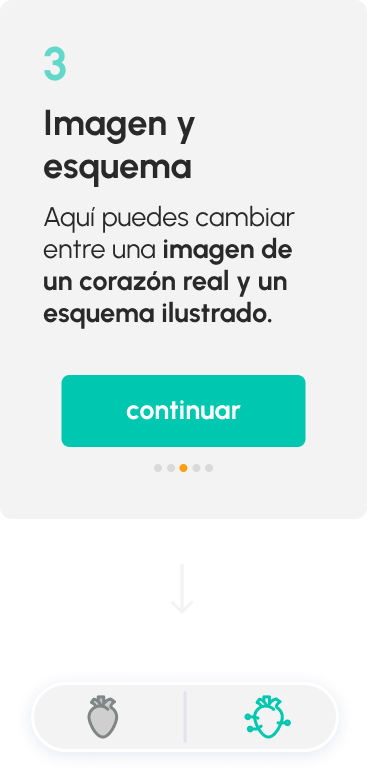 3
Imagen y
esquema
Aquí puedes cambiar
entre una imagen de
un corazón real y un
esquema ilustrado.
continuar